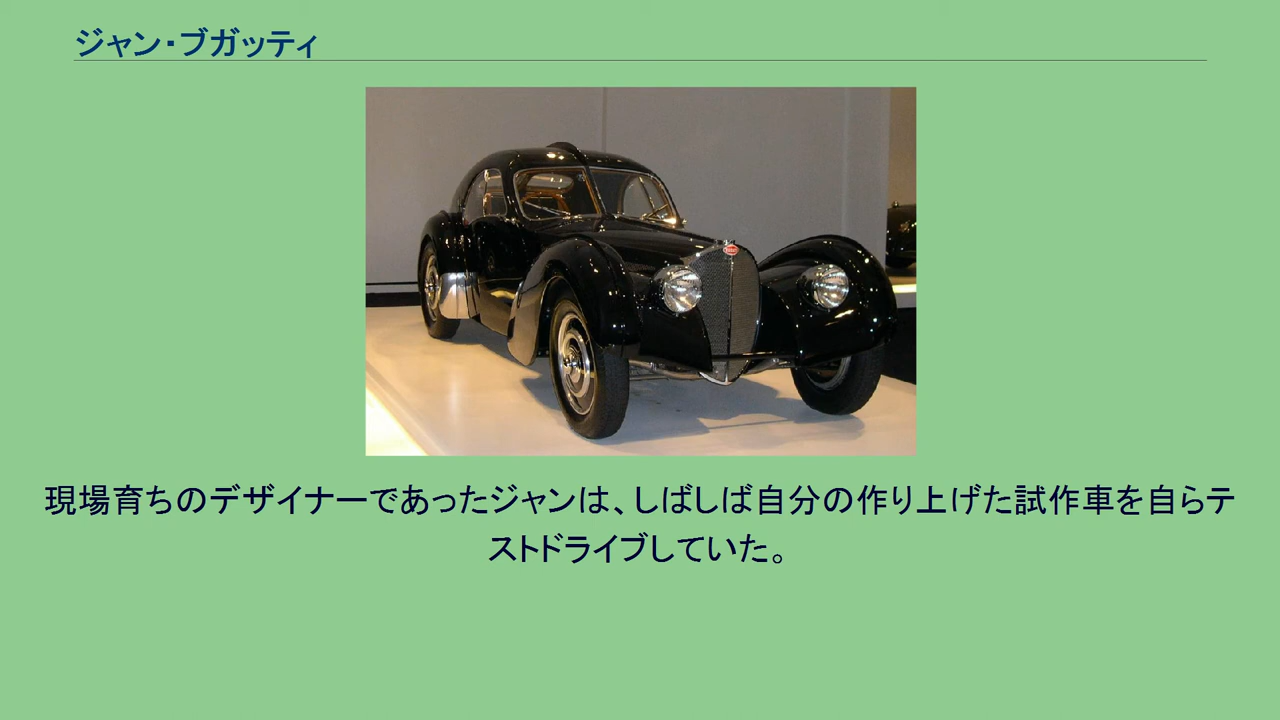 ジャン・ブガッティ
現場育ちのデザイナーであったジャンは、しばしば自分の作り上げた試作車を自らテ
ストドライブしていた。